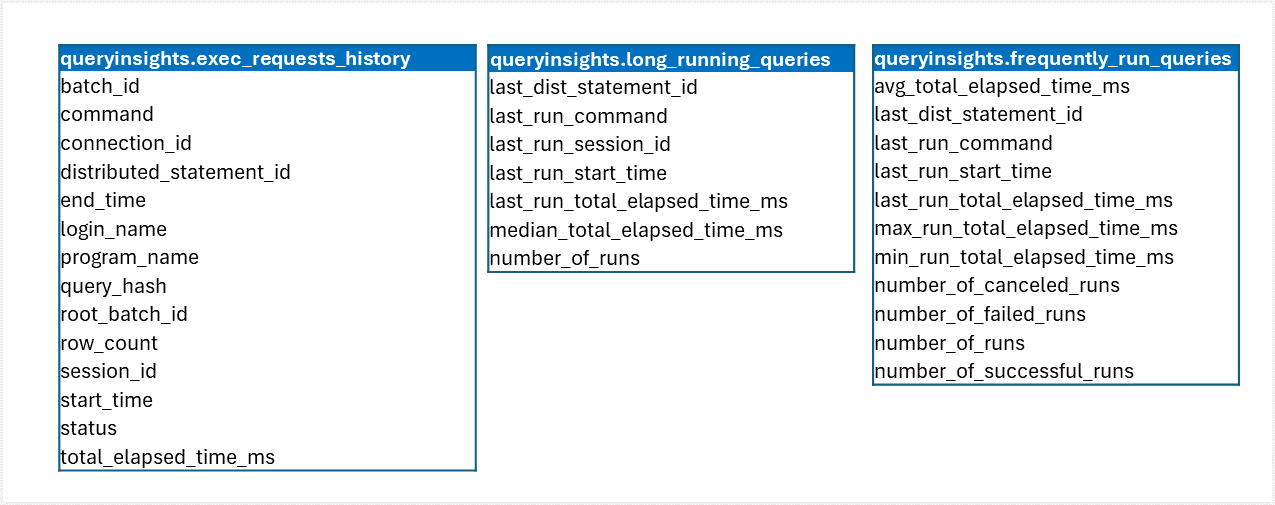 queryinsights.exec_requests_history
batch_id
command
connection_id
distributed_statement_id
end_time
login_name
program_name
query_hash
root_batch_id
row_count
session_id
start_time
status
total_elapsed_time_ms
queryinsights.long_running_queries
last_dist_statement_id
last_run_command
last_run_session_id
last_run_start_time
last_run_total_elapsed_time_ms
median_total_elapsed_time_ms
number_of_runs
queryinsights.frequently_run_queries
avg_total_elapsed_time_ms
last_dist_statement_id
last_run_command
last_run_start_time
last_run_total_elapsed_time_ms
max_run_total_elapsed_time_ms
min_run_total_elapsed_time_ms
number_of_canceled_runs
number_of_failed_runs
number_of_runs
number_of_successful_runs